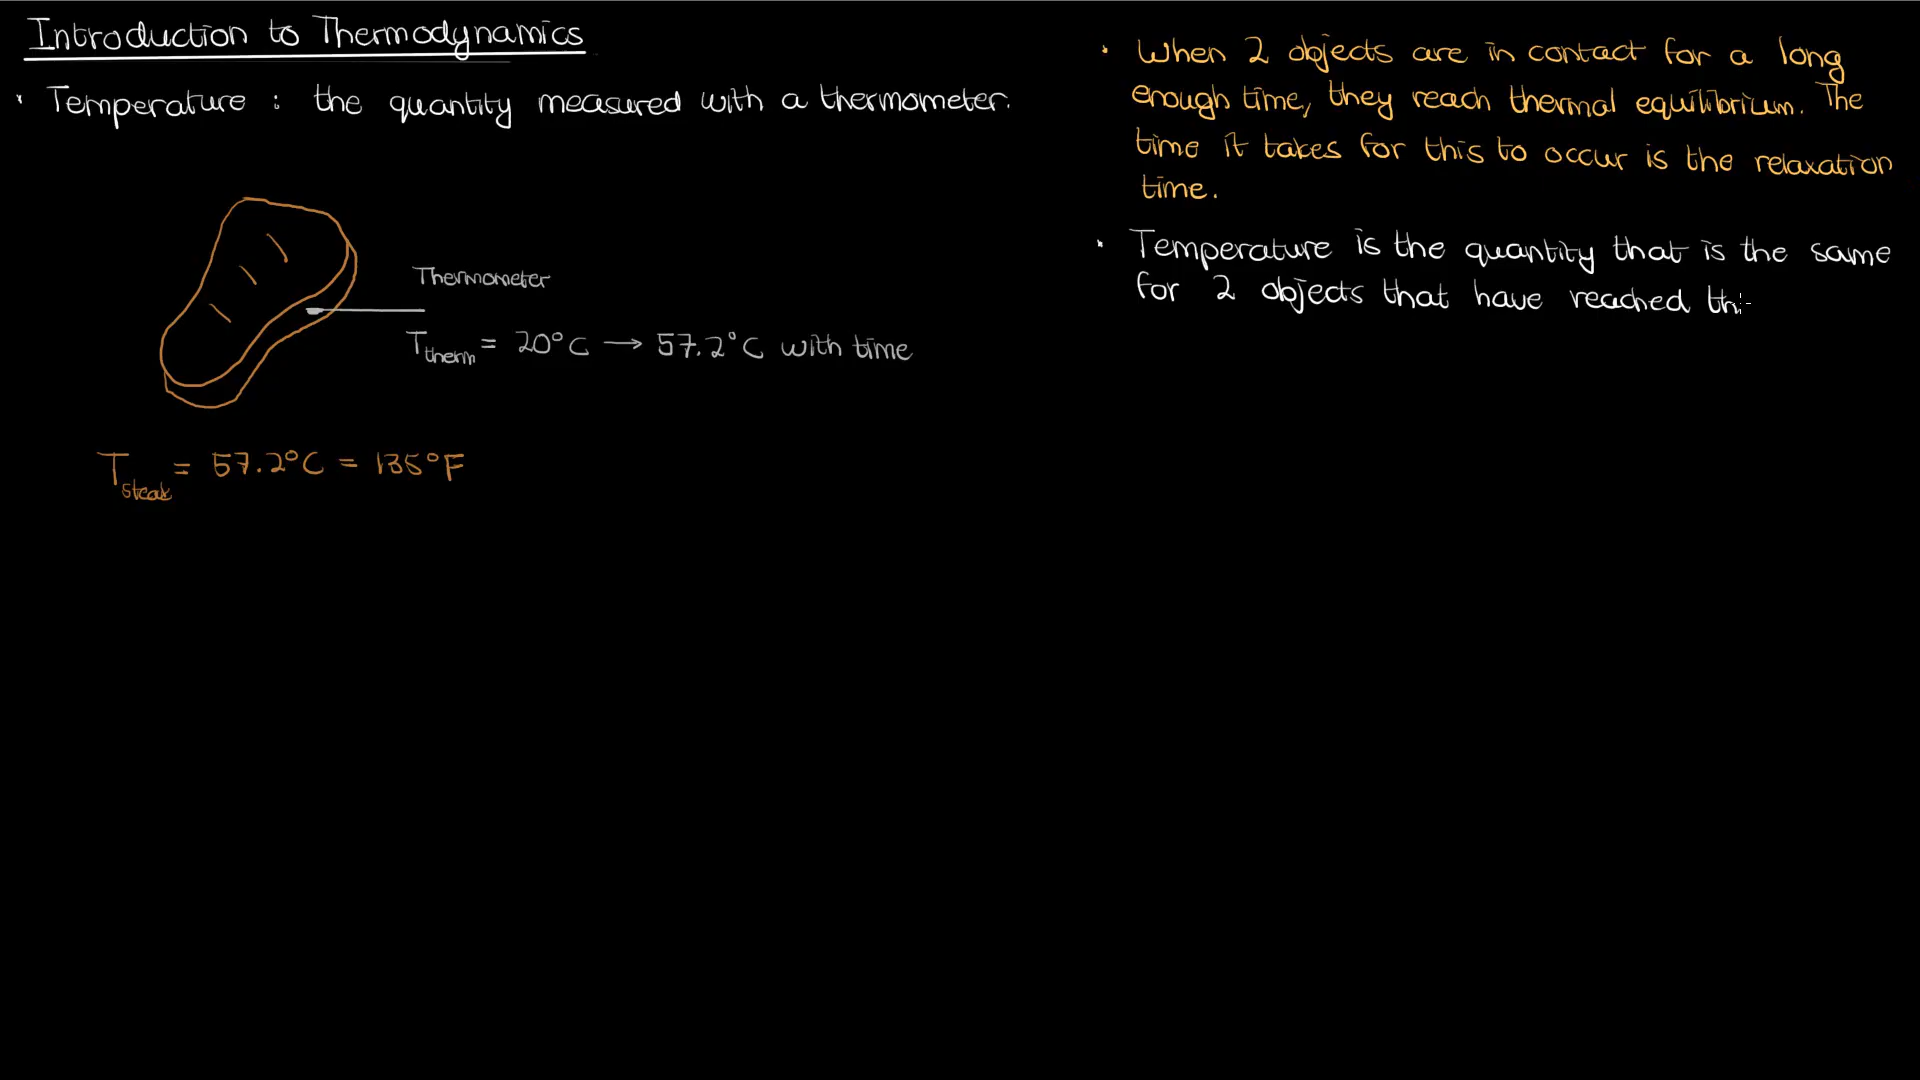 Introduction to Thermodynamics
· Temperature : the quantity measured with a thermometer.
Thermometer
T therm = 20°C → 57.2°C with time
T steak = 57.2°C = 135°F
· When 2 objects are in contact for a long
enough time, they reach thermal equilibrium. The
time it takes for this to occur is the relaxation
time.
· Temperature is the quantity that is the same
for 2 objects that have reached th